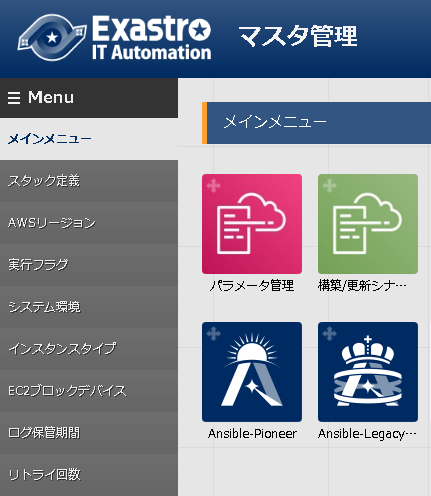 Exastro
IT Automation
マスタ管理
Menu
メインメニュー
スタック定義
AWSリージョン
実行フラグ
システム環境
インスタンスタイプ
EC2ブロックデバイス
ログ保管期間
リトライ回数
メインメニュー
パラメータ管理
構築/更新シナ…
Ansible-Pioneer
Ansible-Legacy…